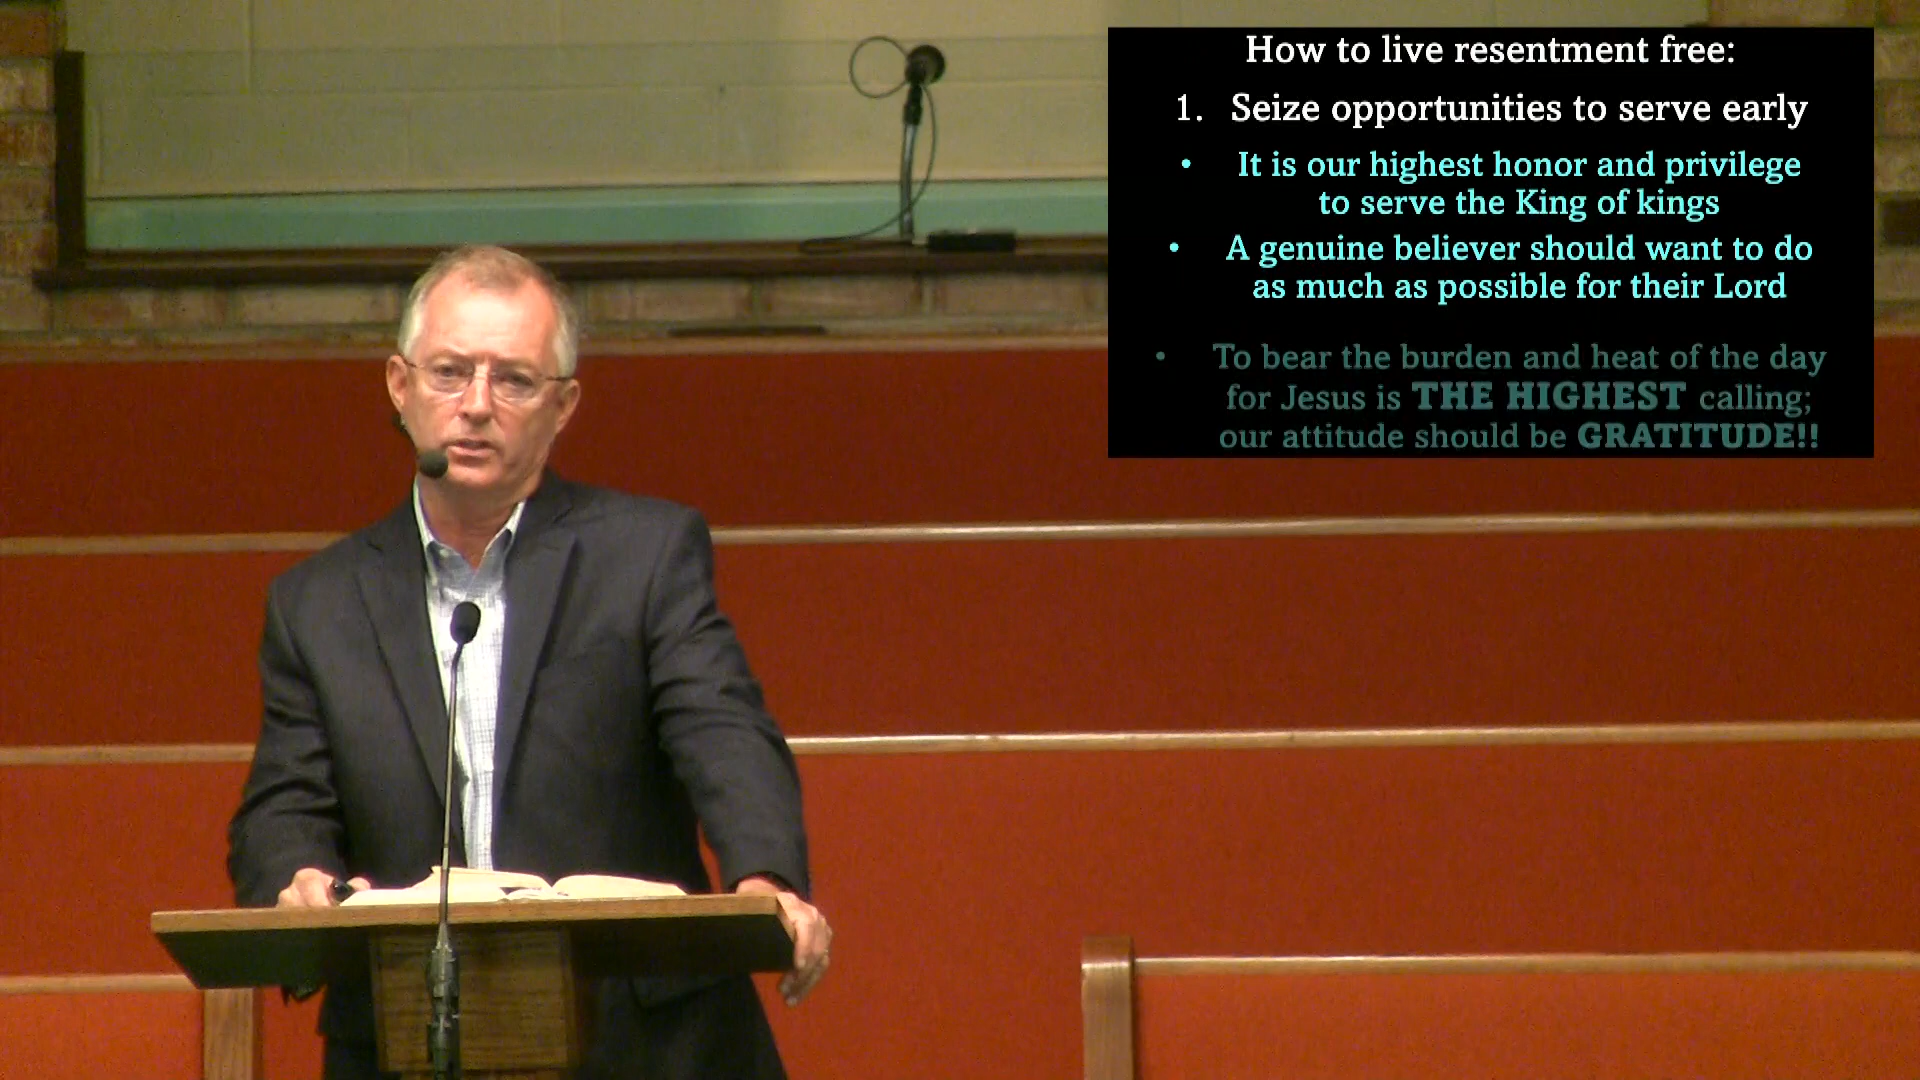 How to live resentment free:
1. Seize opportunities to serve early
• It is our highest honor and privilege
to serve the King of kings
• A genuine believer should want to do
as much as possible for their Lord
• To bear the burden and heat of the day
for Jesus is THE HIGHEST calling;
our attitude should be GRATITUDE!!